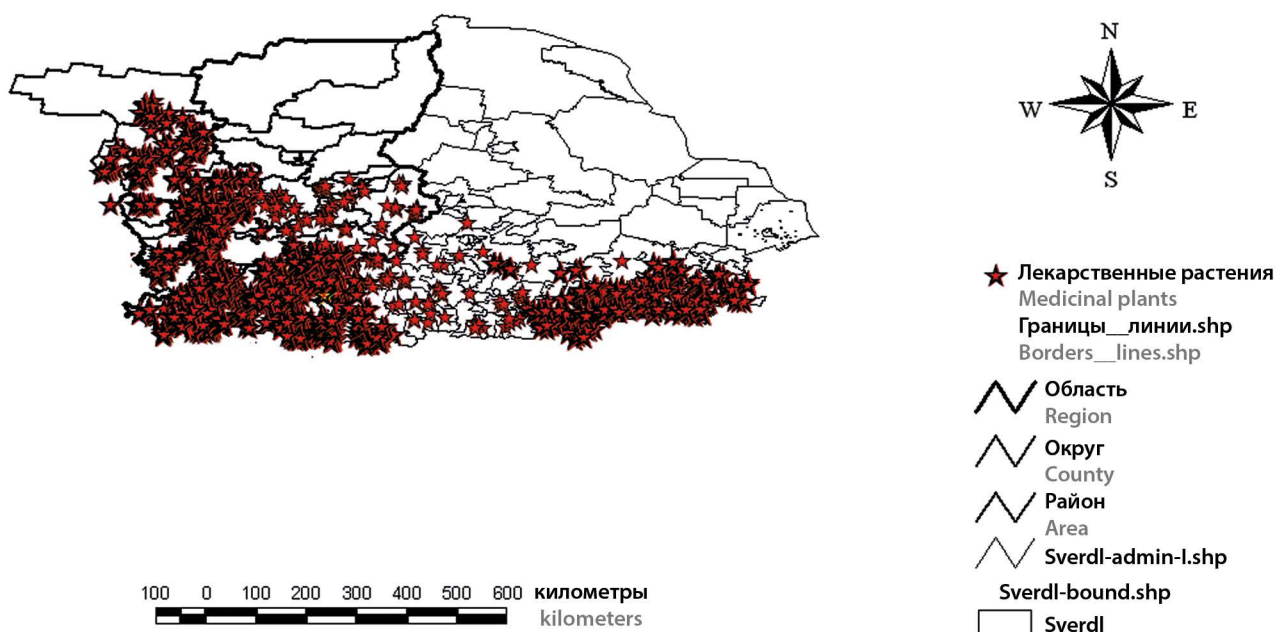 N
W E
S
Лекарственные растения
Medicinal plants
Границы__линии.shp
Borders__lines.shp
Область
Region
Округ
County
Район
Area
Sverdl-admin-l.shp
Sverdl-bound.shp
Sverdl
100 0 100 200 300 400 500 600 километры
kilometers